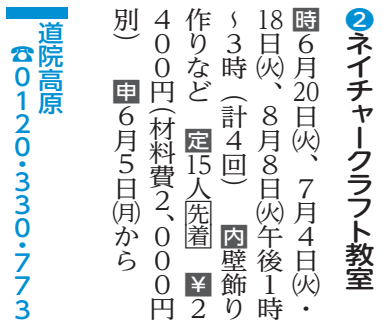 ❷ネイチャークラフト教室
時6月20日㈫、7月4日㈫・
18日㈫、8月8日㈫午後1時
～3時（計4回） 内壁飾り
作りなど 定15人先着 ¥2
400円（材料費2、000円
別） 申6月5日㈪から
道院高原
☎0120・330・773